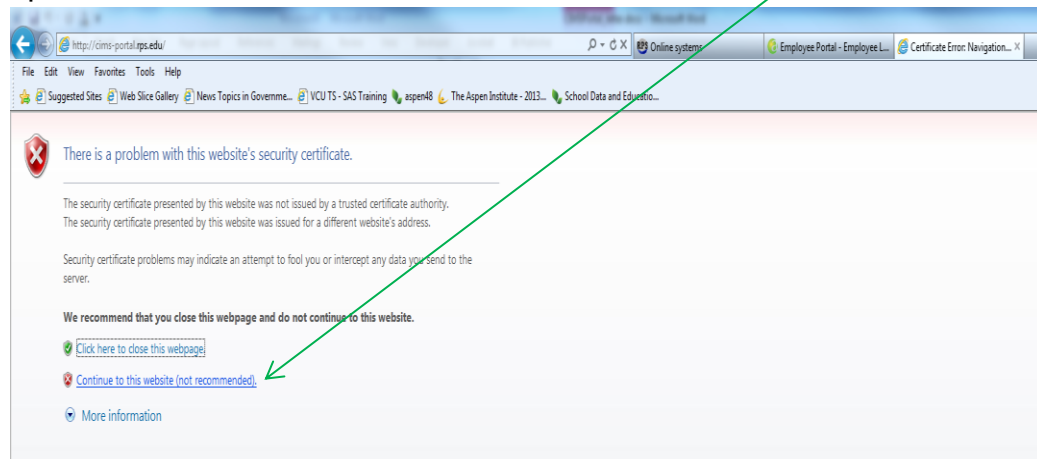 http://cims-portal.rps.edu/
Online systems
Employee Portal - Employee L...
Certificate Error: Navigation... X
File Edit View Favorites Tools Help
Suggested Sites Web Slice Gallery News Topics in Governme... VCU TS - SAS Training aspen48 The Aspen Institute - 2013... School Data and Educatio...
There is a problem with this website's security certificate.
The security certificate presented by this website was not issued by a trusted certificate authority.
The security certificate presented by this website was issued for a different website's address.
Security certificate problems may indicate an attempt to fool you or intercept any data you send to the
server.
We recommend that you close this webpage and do not continue to this website.
Click here to close this webpage.
Continue to this website (not recommended).
More information